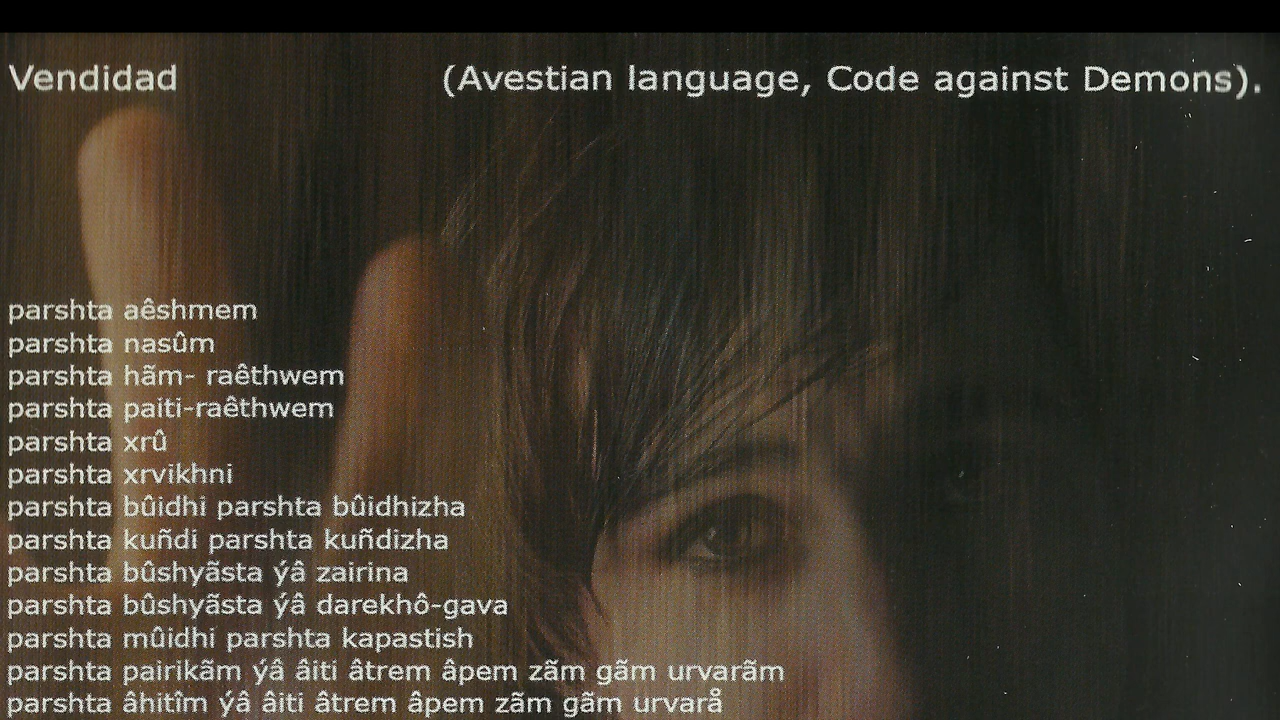 Vendidad (Avestian language, Code against Demons).
parshta aêshmem
parshta nasûm
parshta hãm- raêthwem
parshta paiti-raêthwem
parshta xrû
parshta xrvikhni
parshta bûidhi parshta bûidhizha
parshta kuñdi parshta kuñdizha
parshta bûshyãsta ýâ zairina
parshta bûshyãsta ýâ darekhô-gava
parshta mûidhi parshta kapastish
parshta pairikãm ýâ âiti âtrem âpem zãm gãm urvarãm
parshta âhitîm ýâ âiti âtrem âpem zãm gãm urvarå